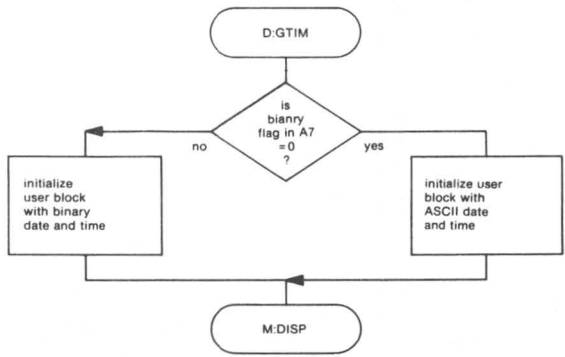 D:GTIM
is
bianry
flag in A7
=0
?
no
yes
initialize
user block
with binary
date and time
initialize user
block with
ASCII date
and time
M:DISP